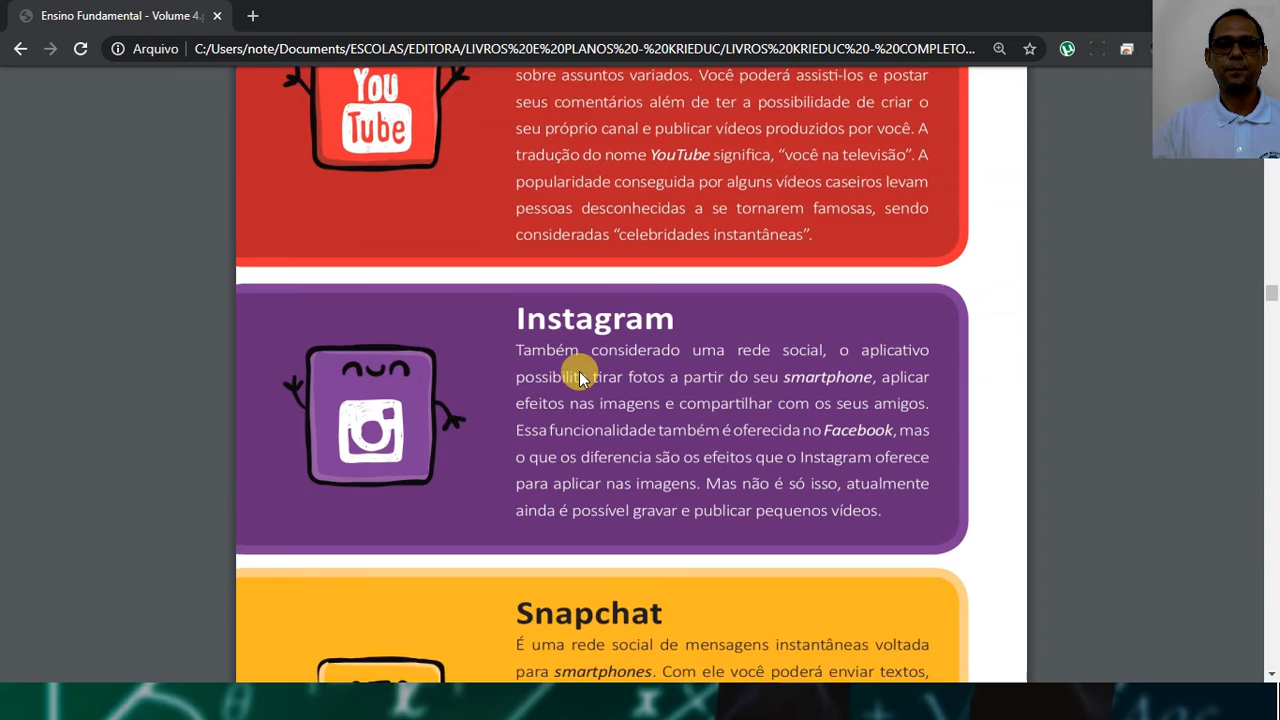 Ensino Fundamental - Volume 4.
Arquivo C:/Users/note/Documents/ESCOLAS/EDITORA/LIVROS%20E%20PLANOS%20-%20KRIEDUC/LIVROS%20KRIEDUC%20-%20COMPLETO...
You
Tube
sobre assuntos variados. Você poderá assisti-los e postar
seus comentários além de ter a possibilidade de criar o
seu próprio canal e publicar vídeos produzidos por você. A
tradução do nome YouTube significa, “você na televisão”. A
popularidade conseguida por alguns vídeos caseiros levam
pessoas desconhecidas a se tornarem famosas, sendo
consideradas “celebridades instantâneas”.
Instagram
Também considerado uma rede social, o aplicativo
possibilita tirar fotos a partir do seu smartphone, aplicar
efeitos nas imagens e compartilhar com os seus amigos.
Essa funcionalidade também é oferecida no Facebook, mas
o que os diferencia são os efeitos que o Instagram oferece
para aplicar nas imagens. Mas não é só isso, atualmente
ainda é possível gravar e publicar pequenos vídeos.
Snapchat
É uma rede social de mensagens instantâneas voltada
para smartphones. Com ele você poderá enviar textos,